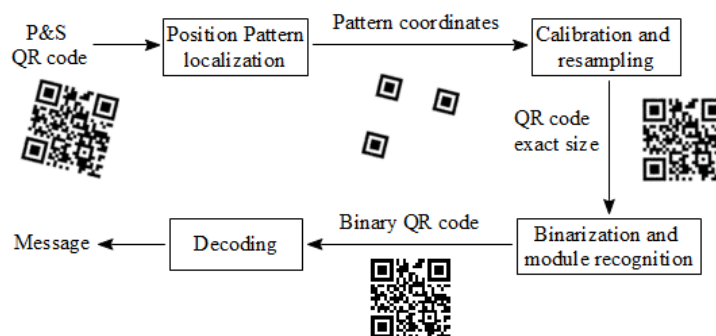 P&S
QR code
Position Pattern
localization
Pattern coordinates
Calibration and
resampling
QR code
exact size
Binarization and
module recognition
Binary QR code
Decoding
Message